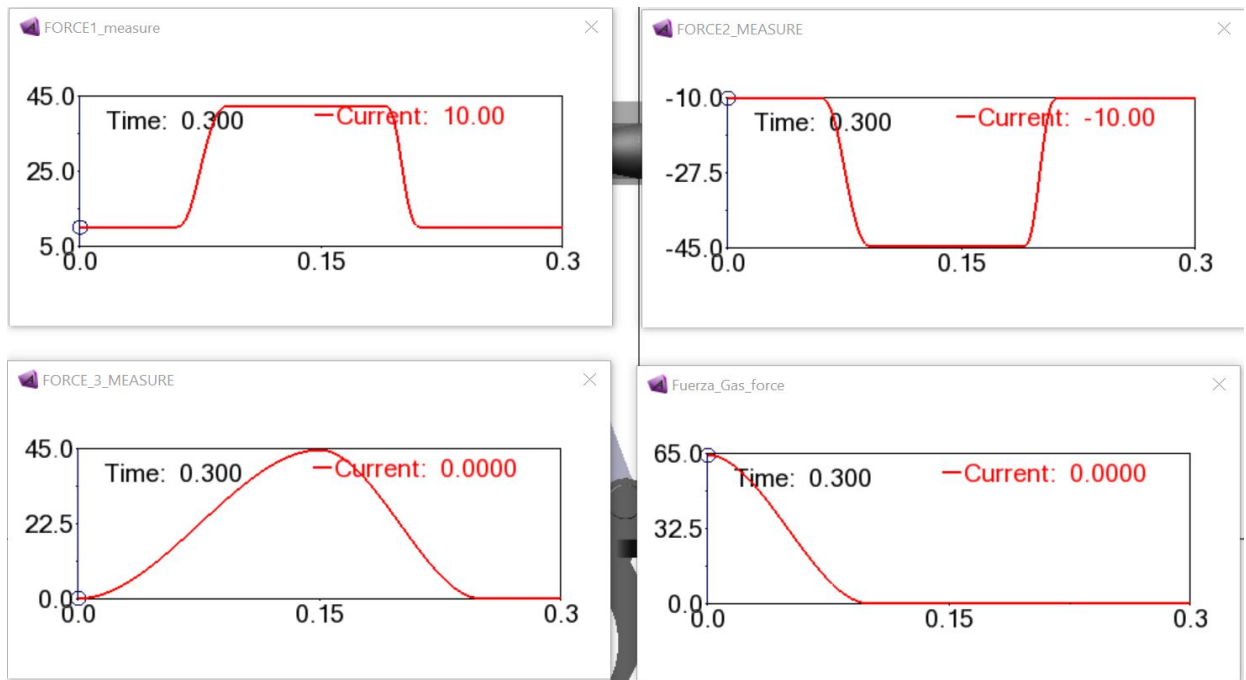 FORCE1_measure
45.0
Time: 0.300
Current: 10.00
25.0
5.0
0.0
0.15
0.3
FORCE2_MEASURE
-10.0
Time: 0.300
Current: -10.00
-27.5
-45.0
0.0
0.15
0.3
FORCE_3_MEASURE
45.0
Time: 0.300
Current: 0.0000
22.5
0.0
0.0
0.15
0.3
Fuerza_Gas_force
65.0
Time: 0.300
Current: 0.0000
32.5
0.0
0.0
0.15
0.3